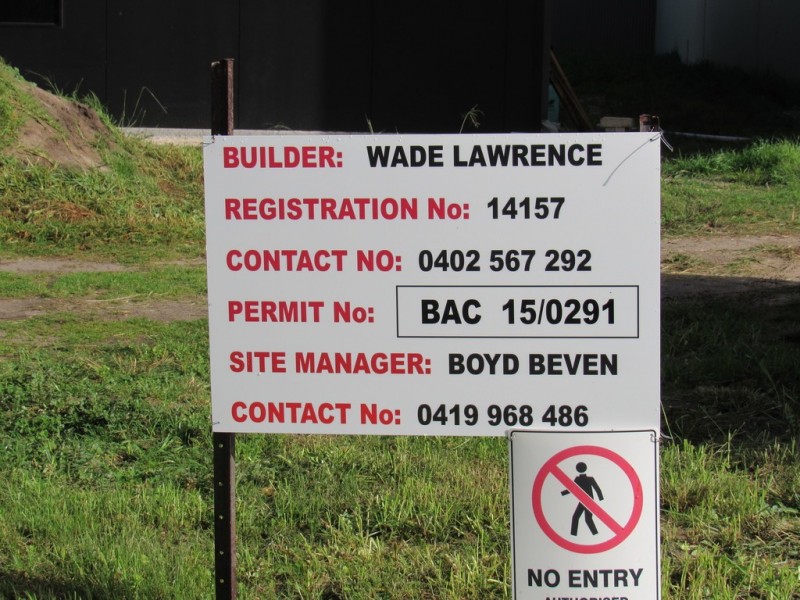 BUILDER: WADE LAWRENCE
REGISTRATION No: 14157
CONTACT NO: 0402 567 292
PERMIT No: BAC 15/0291
SITE MANAGER: BOYD BEVEN
CONTACT No: 0419 968 486
NO ENTRY
AUTHORISED